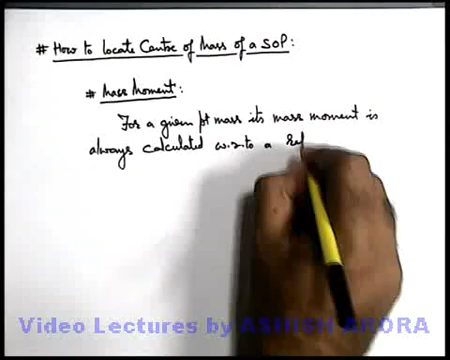 # How to locate Centre of Mass of a SOP:
# Mass Moment:
For a given pt mass its mass moment is
always calculated w.r.to a Ref
Video Lectures by ASHISH ARORA